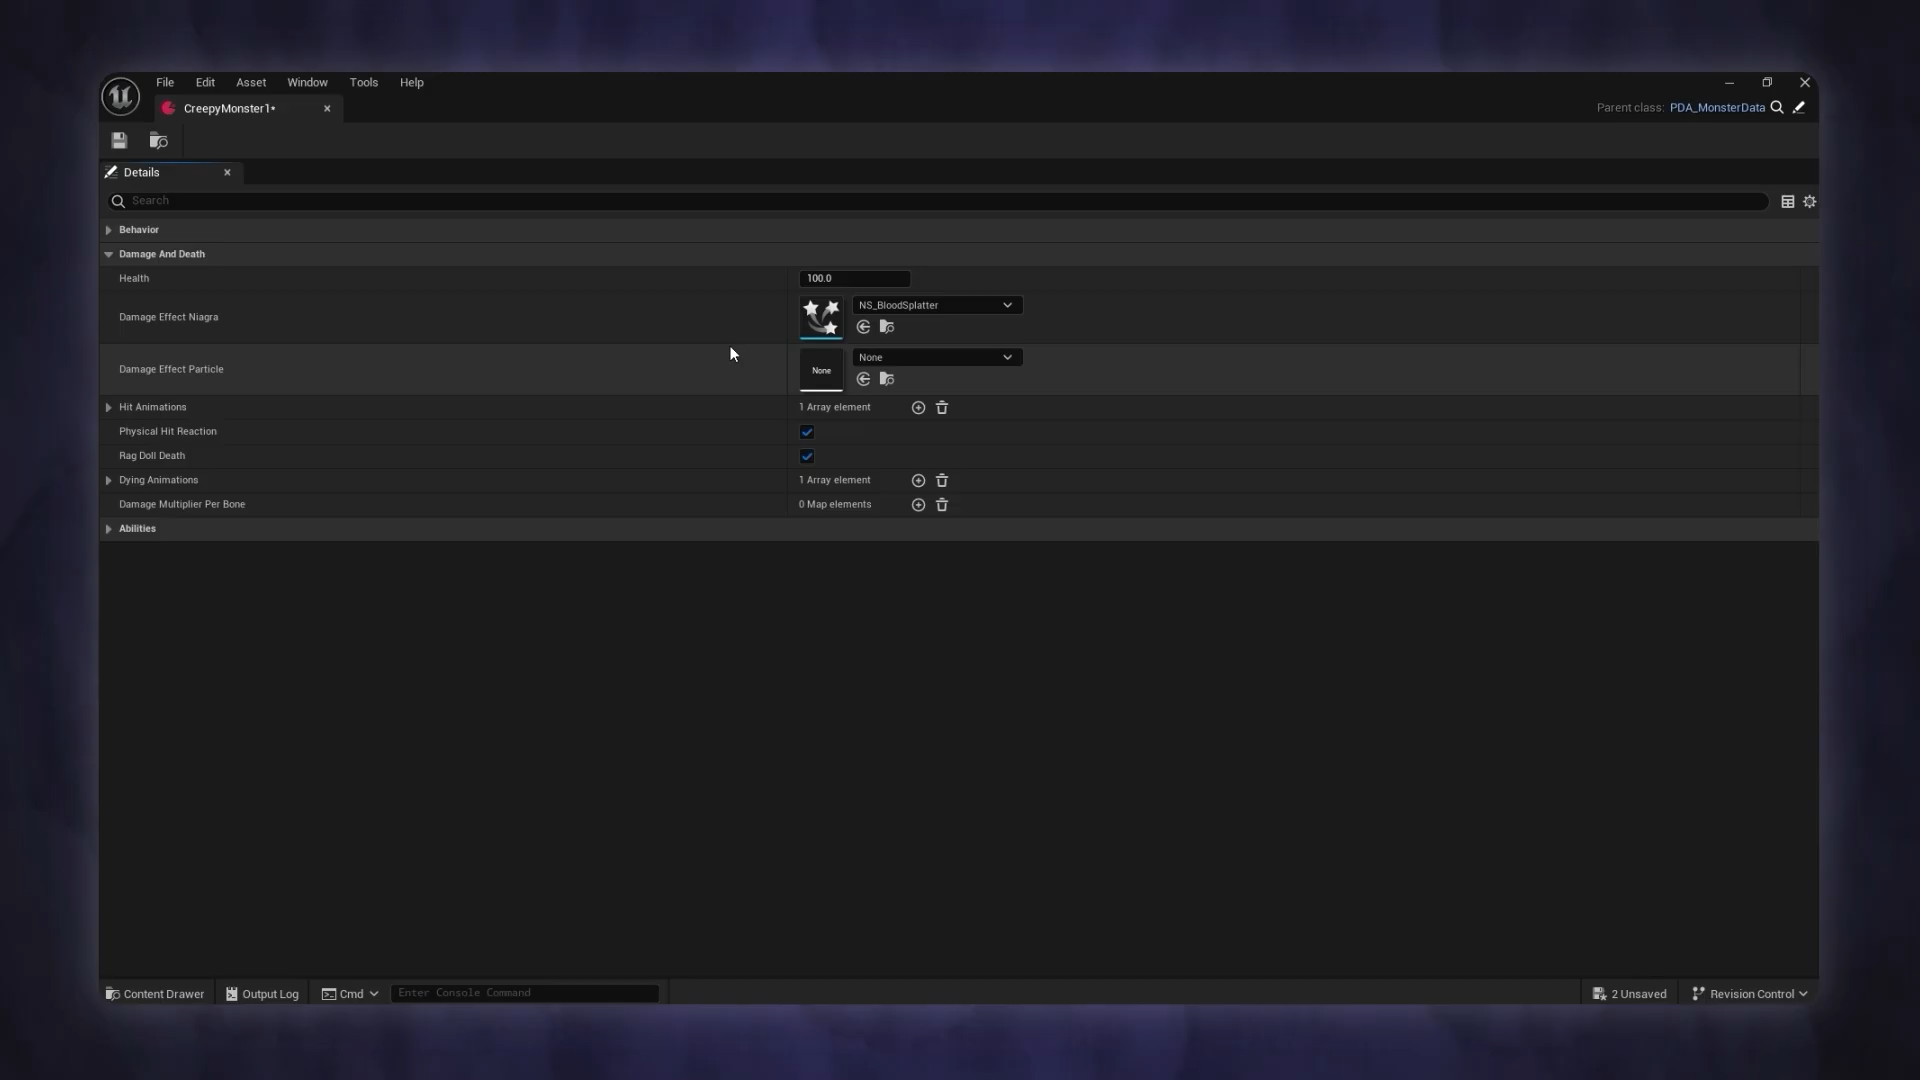 File Edit Asset Window Tools Help
CreepyMonster1*
Parent class: PDA_MonsterData
Details
Search
Behavior
Damage And Death
Health 100.0
Damage Effect Niagra NS_BloodSplatter
Damage Effect Particle None None
Hit Animations 1 Array element
Physical Hit Reaction
Rag Doll Death
Dying Animations 1 Array element
Damage Multiplier Per Bone 0 Map elements
Abilities
Content Drawer Output Log Cmd Enter Console Command 2 Unsaved Revision Control